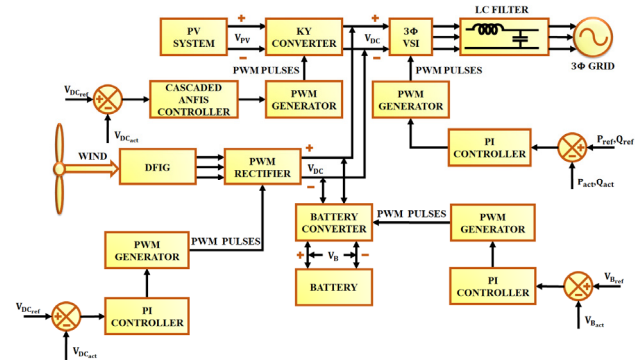 LC FILTER
+
+
PV
SYSTEM
V_PV
KY
CONVERTER
V_DC
3Φ
VSI
−
−
3Φ GRID
PWM PULSES
PWM PULSES
V_DCref
CASCADED
ANFIS
CONTROLLER
PWM
GENERATOR
PWM
GENERATOR
V_DCact
PI
CONTROLLER
P_ref,Q_ref
WIND
DFIG
PWM
RECTIFIER
+
V_DC
−
P_act,Q_act
BATTERY
CONVERTER
PWM PULSES
PWM
GENERATOR
PWM
GENERATOR
PWM PULSES
+
V_B
−
BATTERY
PI
CONTROLLER
V_Bref
V_Bact
V_DCref
PI
CONTROLLER
V_DCact